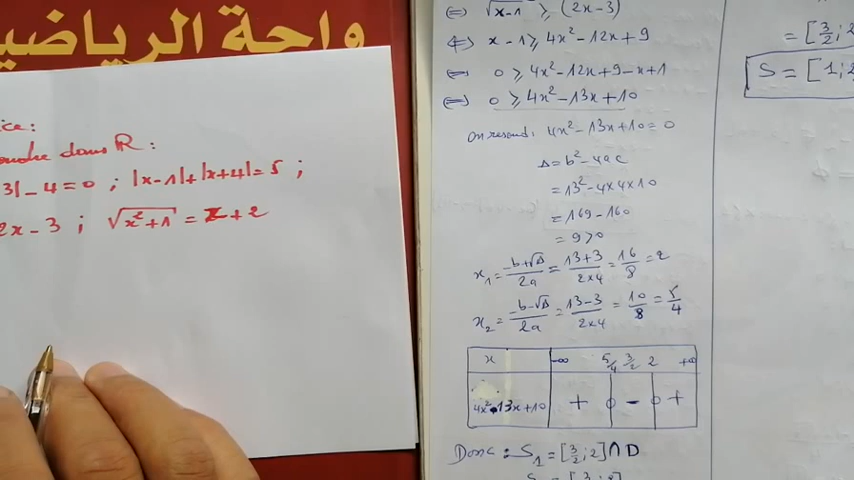 واحة الرياضيات
ice:
oudre dans R :
3| - 4 = 0 ; |x - 1| + |x + 4| = 5 ;
2x - 3 ; √(x² + 1) = x + 2
⇔ √(x - 1) ≥ (2x - 3)
⇔ x - 1 ≥ 4x² - 12x + 9
⇔ 0 ≥ 4x² - 12x + 9 - x + 1
⇔ 0 ≥ 4x² - 13x + 10
On resoud : 4x² - 13x + 10 = 0
Δ = b² - 4ac
= 13² - 4×4×10
= 169 - 160
= 9 > 0
x₁ = (-b + √Δ)/2a = (13 + 3)/(2×4) = 16/8 = 2
x₂ = (-b - √Δ)/2a = (13 - 3)/(2×4) = 10/8 = 5/4
x -∞ 5/4 3/2 2 +∞
4x² - 13x + 10 + 0 - 0 +
Donc : S₁ = [3/2 ; 2] ∩ D
= [3/2 ; 2
S = [1 ; 2